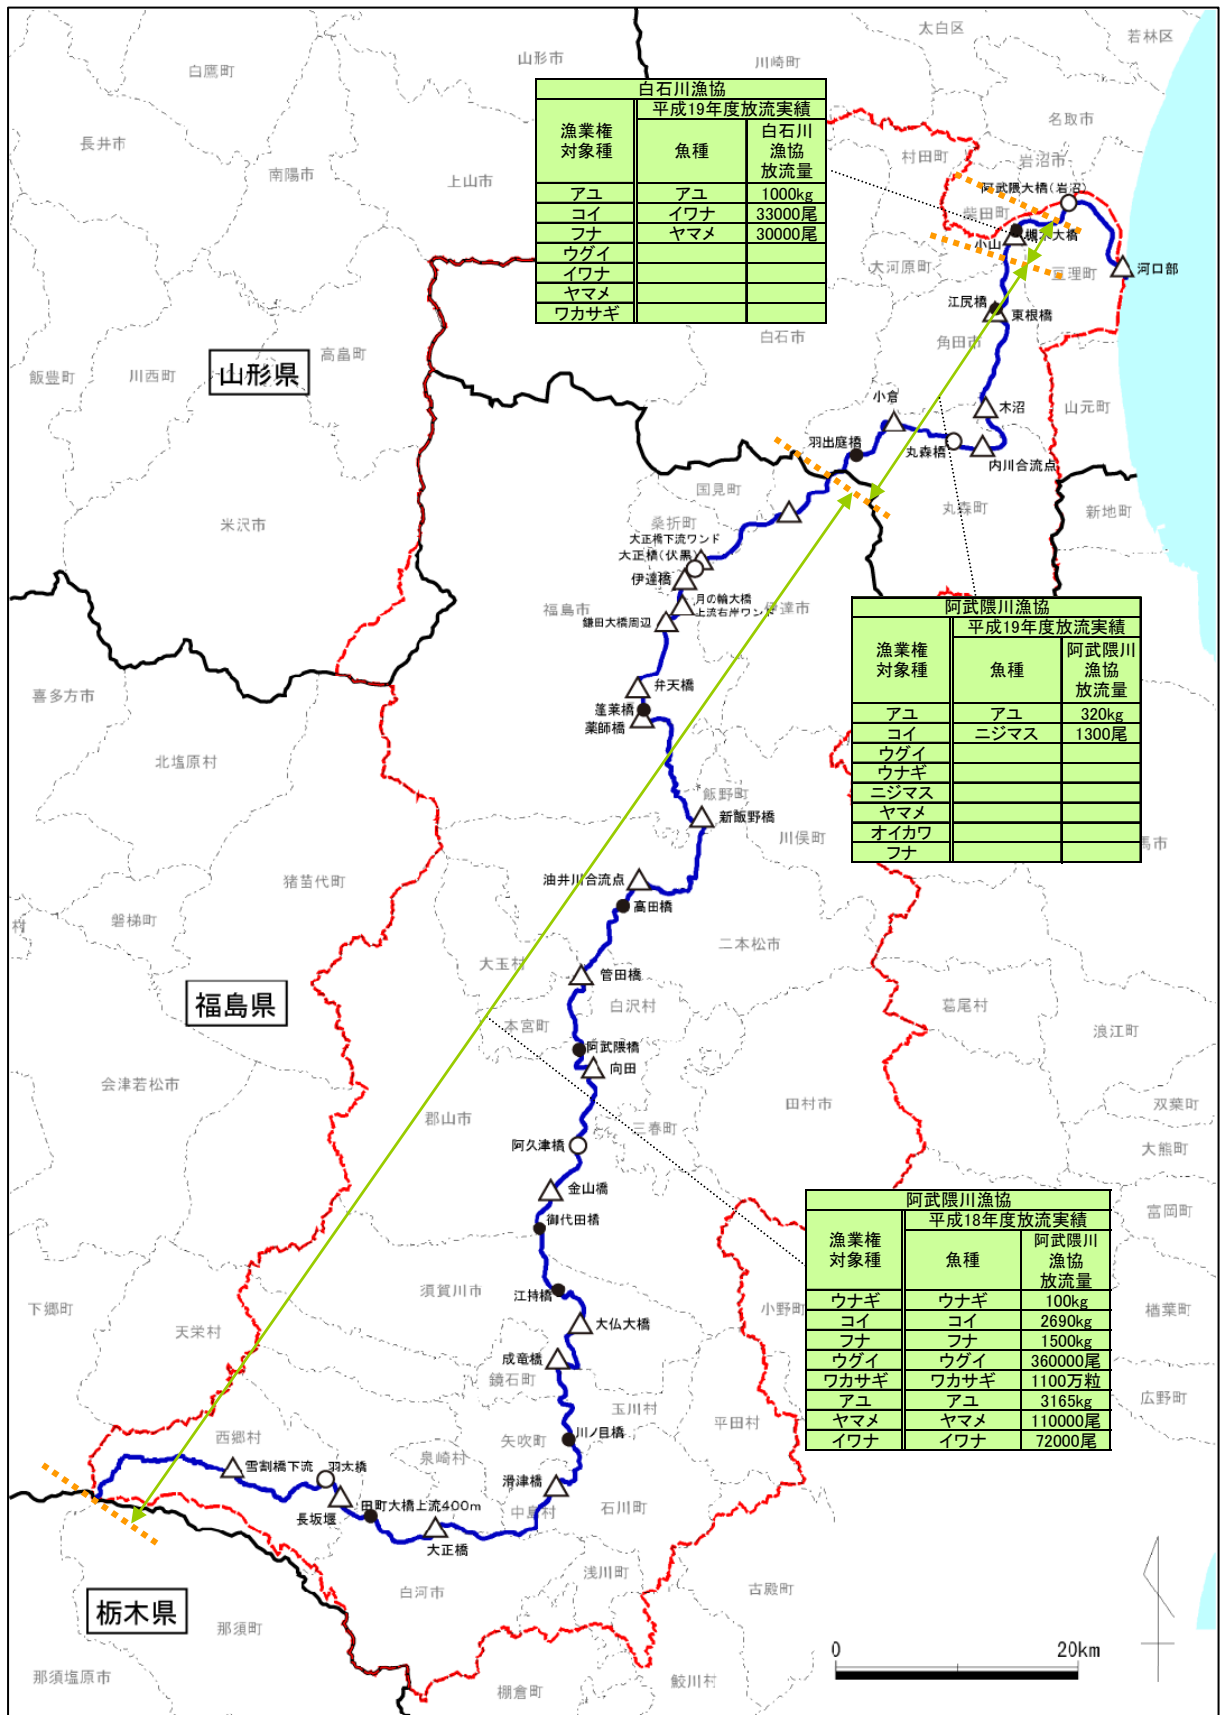 太白区
若林区
白鷹町
山形市
川崎町
長井市
南陽市
上山市
名取市
村田町
岩沼市
柴田町
大河原町
亘理町
白石川漁協
漁業権対象種 平成19年度放流実績
魚種 白石川漁協放流量
アユ アユ 1000kg
コイ イワナ 33000尾
フナ ヤマメ 30000尾
ウグイ
イワナ
ヤマメ
ワカサギ
阿武隈大橋(岩沼)
槻木大橋
小山
河口部
江尻橋
東根橋
角田市
白石市
高畠町
飯豊町
川西町
山形県
山元町
小倉
木沼
羽出庭橋
丸森橋
内川合流点
国見町
丸森町
新地町
米沢市
桑折町
大正橋下流ワンド
大正橋(伏黒)
伊達橋
月の輪大橋
上流右岸ワンド
伊達市
福島市
鎌田大橋周辺
阿武隈川漁協
漁業権対象種 平成19年度放流実績
魚種 阿武隈川漁協放流量
アユ アユ 320kg
コイ ニジマス 1300尾
ウグイ
ウナギ
ニジマス
ヤマメ
オイカワ
フナ
喜多方市
弁天橋
蓬莱橋
薬師橋
北塩原村
飯野町
新飯野橋
川俣町
馬市
猪苗代町
油井川合流点
高田橋
磐梯町
村
二本松市
大玉村
管田橋
福島県
白沢村
葛尾村
本宮町
浪江町
阿武隈橋
向田
会津若松市
田村市
双葉町
郡山市
三春町
大熊町
阿久津橋
金山橋
御代田橋
富岡町
阿武隈川漁協
漁業権対象種 平成18年度放流実績
魚種 阿武隈川漁協放流量
ウナギ ウナギ 100kg
コイ コイ 2690kg
フナ フナ 1500kg
ウグイ ウグイ 360000尾
ワカサギ ワカサギ 1100万粒
アユ アユ 3165kg
ヤマメ ヤマメ 110000尾
イワナ イワナ 72000尾
須賀川市
江持橋
小野町
楢葉町
下郷町
天栄村
大仏大橋
成竜橋
鏡石町
広野町
玉川村
平田村
西郷村
矢吹町
川ノ目橋
泉崎村
雪割橋下流
羽太橋
滑津橋
田町大橋上流400m
長坂堰
中島村
石川町
大正橋
浅川町
古殿町
白河市
栃木県
那須町
那須塩原市
棚倉町
鮫川村
0 20km